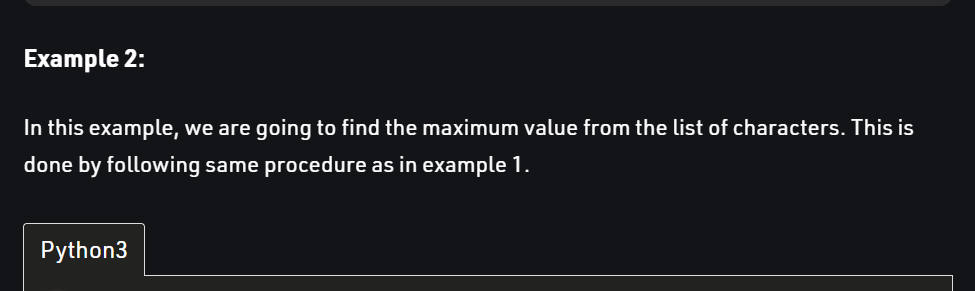 Example 2:
In this example, we are going to find the maximum value from the list of characters. This is
done by following same procedure as in example 1.
Python3